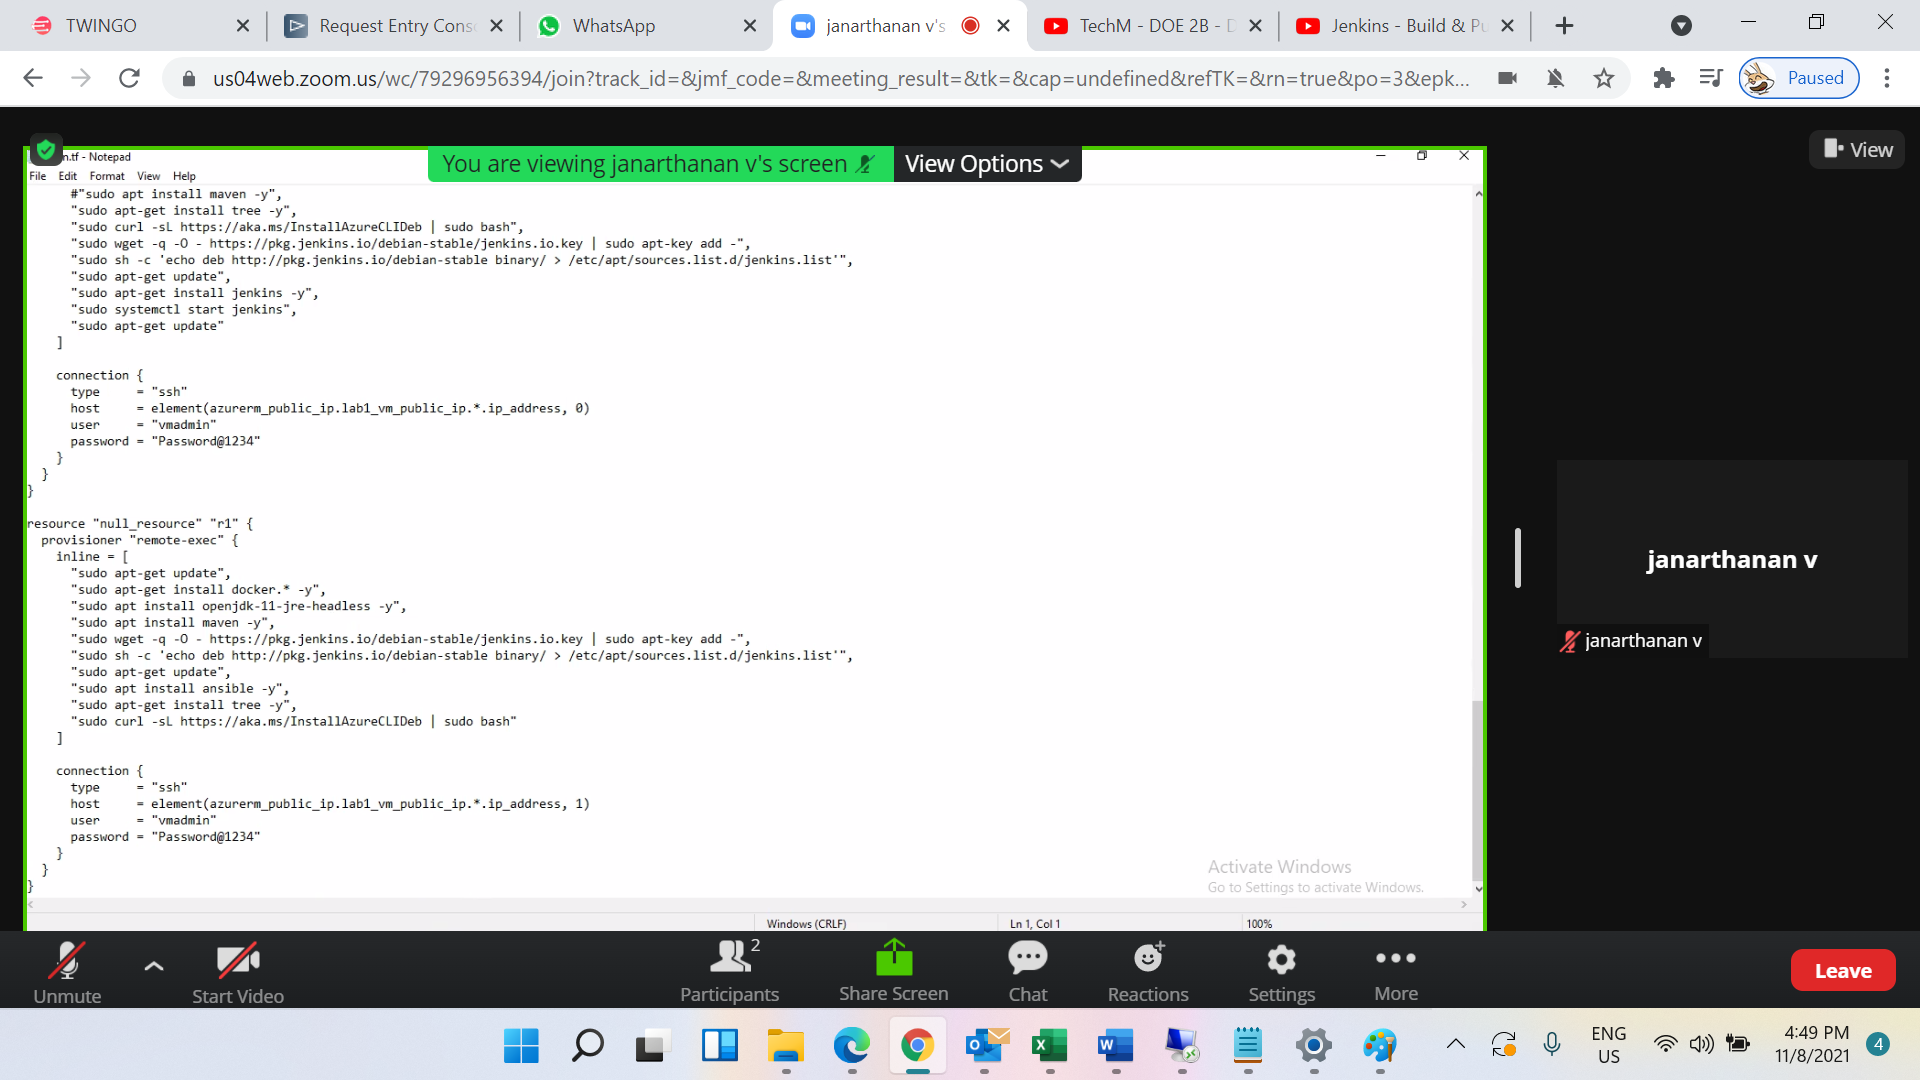 TWINGO
Request Entry Cons
WhatsApp
janarthanan v's
TechM - DOE 2B - D
Jenkins - Build & Pu
us04web.zoom.us/wc/79296956394/join?track_id=&jmf_code=&meeting_result=&tk=&cap=undefined&refTK=&rn=true&po=3&epk...
Paused
n.tf - Notepad
You are viewing janarthanan v's screen
View Options
View
File Edit Format View Help
#"sudo apt install maven -y",
"sudo apt-get install tree -y",
"sudo curl -sL https://aka.ms/InstallAzureCLIDeb | sudo bash",
"sudo wget -q -O - https://pkg.jenkins.io/debian-stable/jenkins.io.key | sudo apt-key add -",
"sudo sh -c 'echo deb http://pkg.jenkins.io/debian-stable binary/ > /etc/apt/sources.list.d/jenkins.list'",
"sudo apt-get update",
"sudo apt-get install jenkins -y",
"sudo systemctl start jenkins",
"sudo apt-get update"
]
connection {
type = "ssh"
host = element(azurerm_public_ip.lab1_vm_public_ip.*.ip_address, 0)
user = "vmadmin"
password = "Password@1234"
}
}
}
resource "null_resource" "r1" {
provisioner "remote-exec" {
inline = [
"sudo apt-get update",
"sudo apt-get install docker.* -y",
"sudo apt install openjdk-11-jre-headless -y",
"sudo apt install maven -y",
"sudo wget -q -O - https://pkg.jenkins.io/debian-stable/jenkins.io.key | sudo apt-key add -",
"sudo sh -c 'echo deb http://pkg.jenkins.io/debian-stable binary/ > /etc/apt/sources.list.d/jenkins.list'",
"sudo apt-get update",
"sudo apt install ansible -y",
"sudo apt-get install tree -y",
"sudo curl -sL https://aka.ms/InstallAzureCLIDeb | sudo bash"
]
connection {
type = "ssh"
host = element(azurerm_public_ip.lab1_vm_public_ip.*.ip_address, 1)
user = "vmadmin"
password = "Password@1234"
}
}
}
Activate Windows
Go to Settings to activate Windows.
Windows (CRLF) Ln 1, Col 1 100%
janarthanan v
janarthanan v
Unmute
Start Video
Participants 2
Share Screen
Chat
Reactions
Settings
More
Leave
ENG
US
4:49 PM
11/8/2021
4